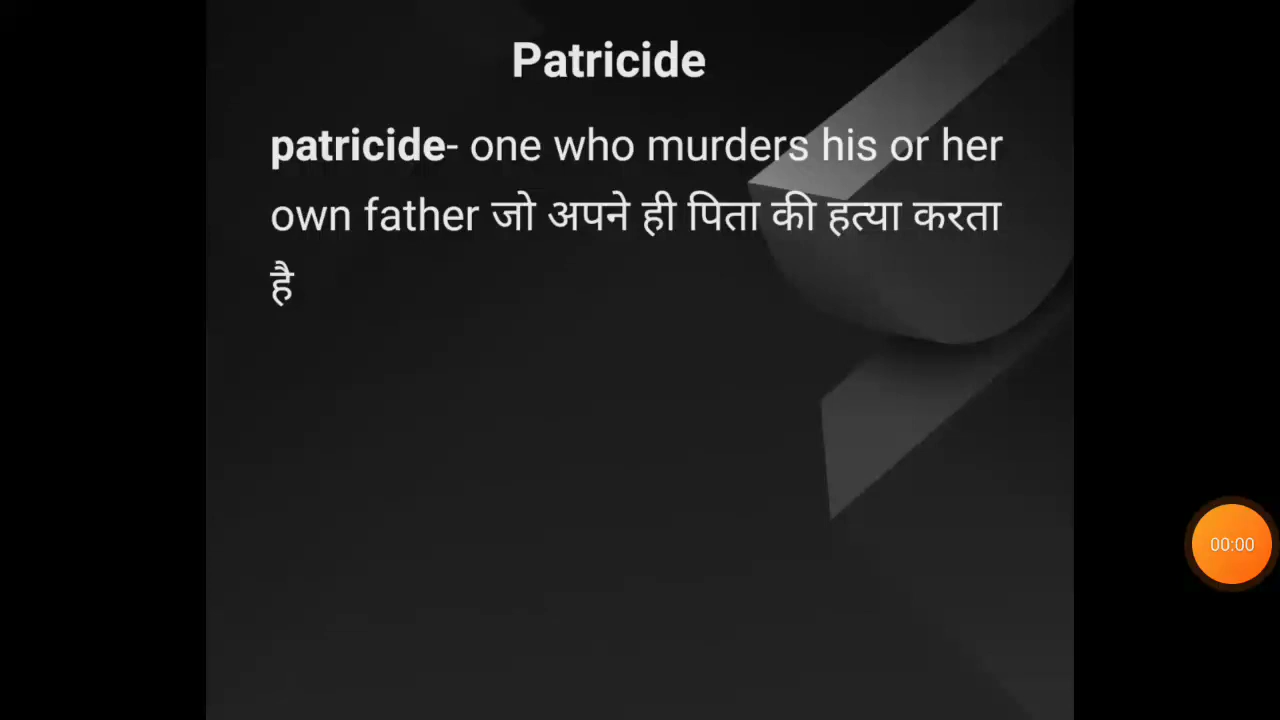 Patricide
patricide- one who murders his or her
own father जो अपने ही पिता की हत्या करता
है
00:00